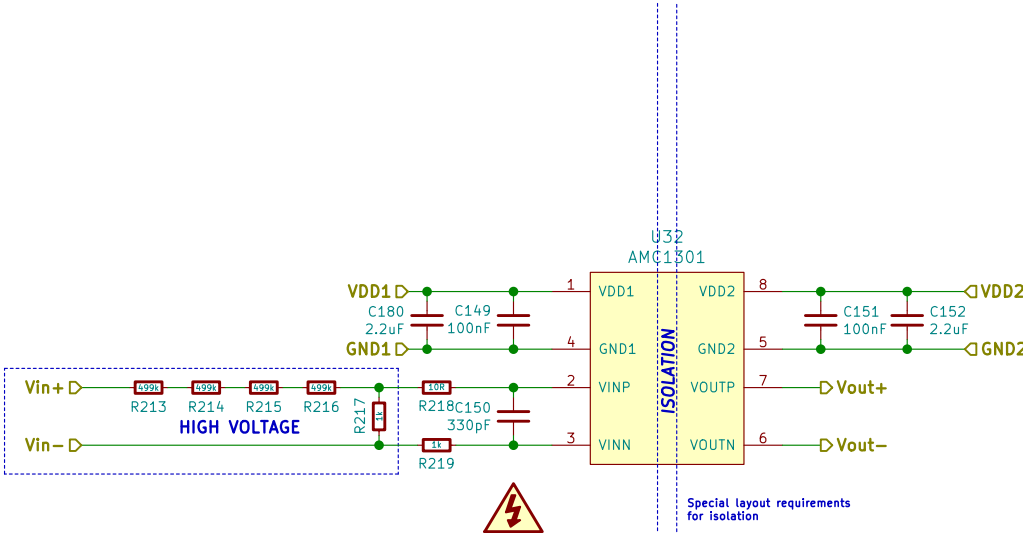 U32
AMC1301
VDD1
1
VDD1
VDD2
8
VDD2
C180
2.2uF
C149
100nF
C151
100nF
C152
2.2uF
GND1
4
GND1
GND2
5
GND2
ISOLATION
Vin+
499k
499k
499k
499k
10R
2
VINP
VOUTP
7
Vout+
R213
R214
R215
R216
R217
1k
R218
C150
330pF
HIGH VOLTAGE
Vin-
1k
3
VINN
VOUTN
6
Vout-
R219
Special layout requirements
for isolation